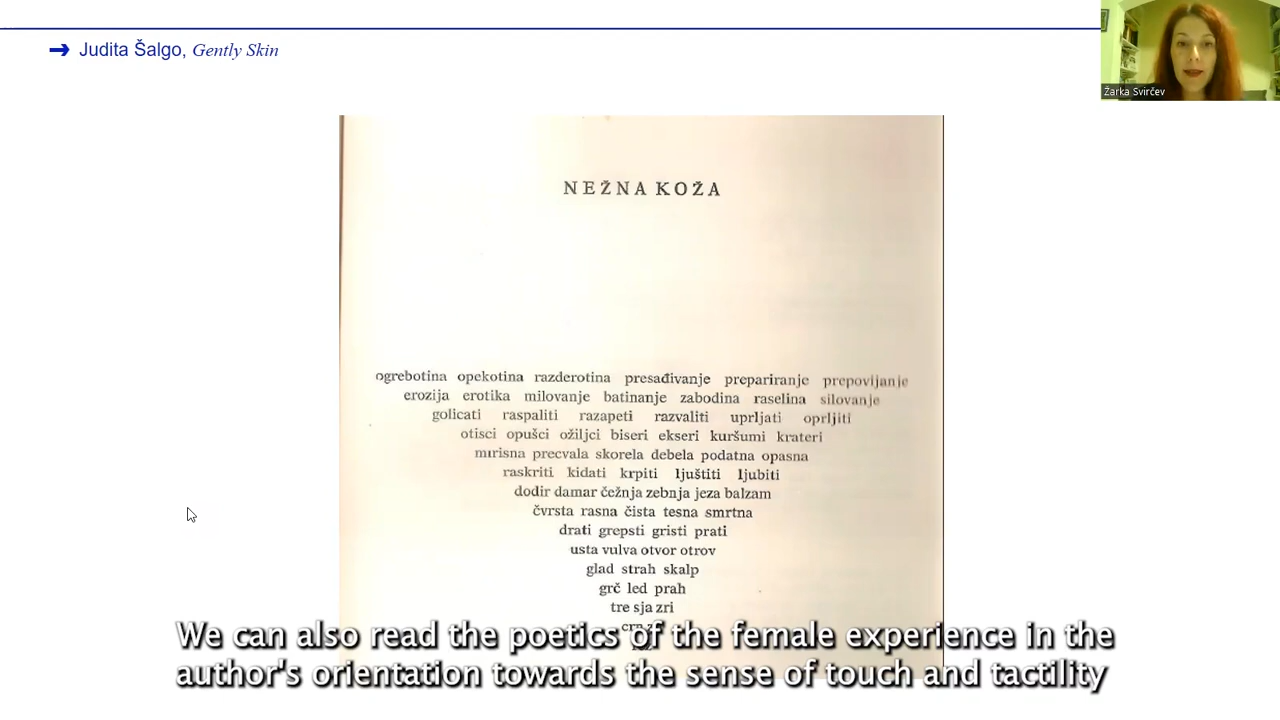 → Judita Šalgo, Gently Skin
Žarka Svirčev
NEŽNA KOŽA
ogrebotina opekotina razderotina presađivanje prepariranje prepovijanje
erozija erotika milovanje batinanje zabodina raselina silovanje
golicati raspaliti razapeti razvaliti uprljati oprljiti
otisci opušci ožiljci biseri ekseri kuršumi krateri
mirisna precvala skorela debela podatna opasna
raskriti kidati krpiti ljuštiti ljubiti
dodir damar čežnja zebnja jeza balzam
čvrsta rasna čista tesna smrtna
drati grepsti gristi prati
usta vulva otvor otrov
glad strah skalp
grč led prah
tre sja zri
We can also read the poetics of the female experience in the
author's orientation towards the sense of touch and tactility